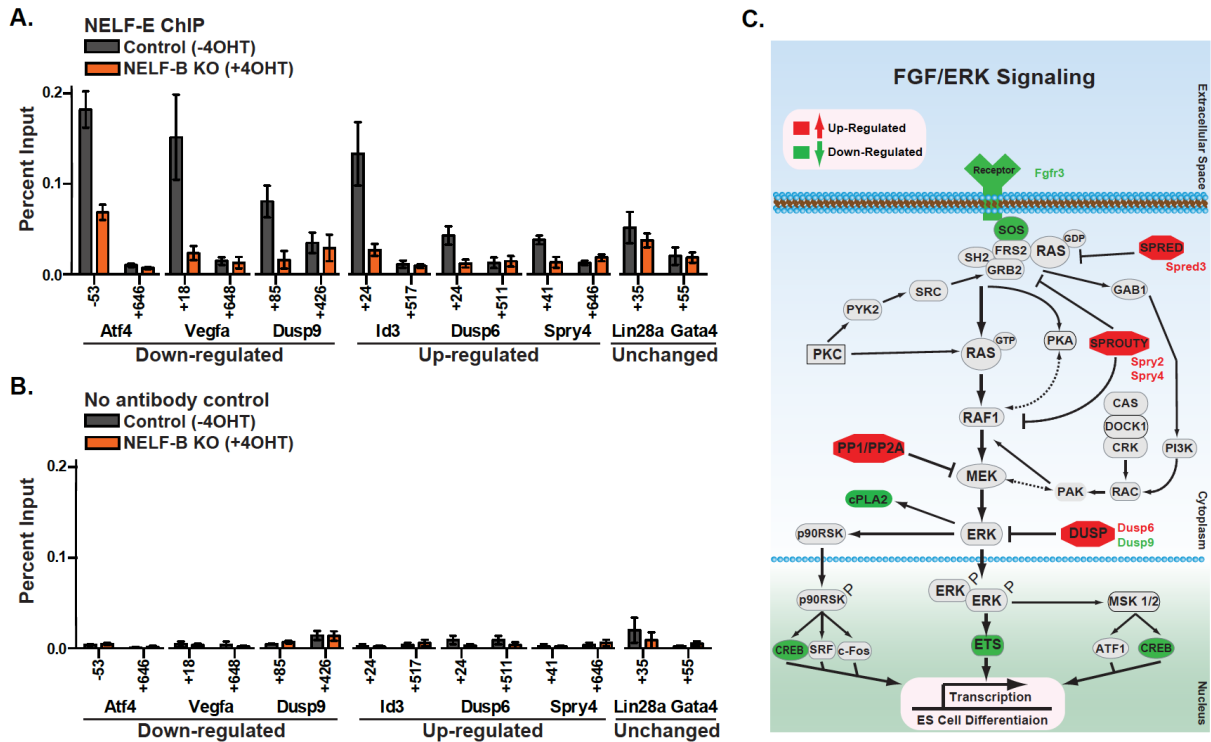 A.
NELF-E ChIP
Control (-4OHT)
NELF-B KO (+4OHT)
Percent Input
0.2
0.1
0.0
-53 +646 +18 +648 +85 +426 +24 +517 +24 +511 +41 +646 +35 +55
Atf4 Vegfa Dusp9 Id3 Dusp6 Spry4 Lin28a Gata4
Down-regulated Up-regulated Unchanged
B.
No antibody control
Control (-4OHT)
NELF-B KO (+4OHT)
Percent Input
0.2
0.1
0.0
-53 +646 +18 +648 +85 +426 +24 +517 +24 +511 +41 +646 +35 +55
Atf4 Vegfa Dusp9 Id3 Dusp6 Spry4 Lin28a Gata4
Down-regulated Up-regulated Unchanged
C.
FGF/ERK Signaling
Extracellular Space
Up-Regulated
Down-Regulated
Receptor
Fgfr3
SOS
FRS2
RAS
GDP
SH2
GRB2
SPRED
Spred3
SRC
GAB1
PYK2
PKC
RAS
GTP
PKA
SPROUTY
Spry2
Spry4
RAF1
CAS
DOCK1
CRK
PP1/PP2A
PI3K
MEK
PAK
RAC
cPLA2
Cytoplasm
p90RSK
ERK
DUSP
Dusp6
Dusp9
p90RSK
P
ERK
P
ERK
P
MSK 1/2
CREB
SRF
c-Fos
ETS
ATF1
CREB
Transcription
ES Cell Differentiaion
Nucleus